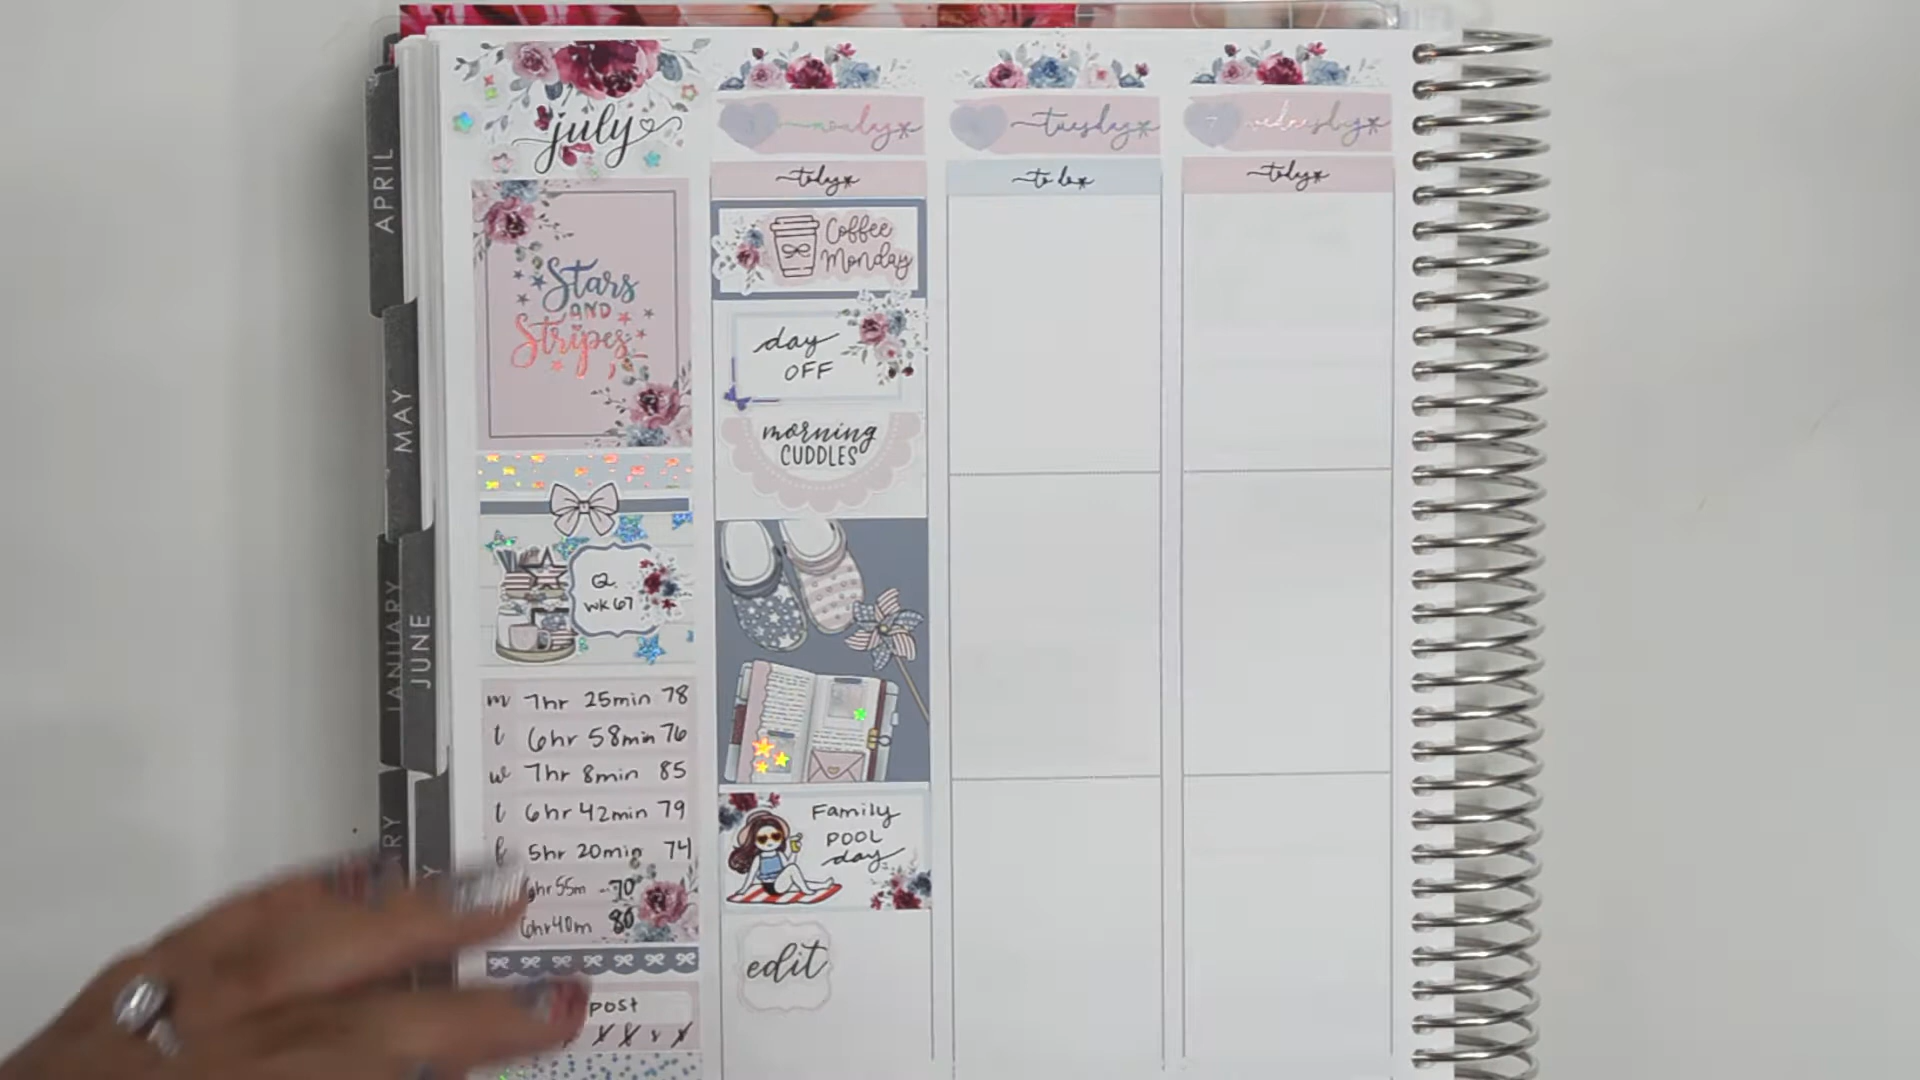 APRIL
MAY
JANUARY
JUNE
july
Stars
AND
Stripes
Q2
wk 67
m 7hr 25min 78
t 6hr 58min 76
w 7hr 8min 85
t 6hr 42min 79
f 5hr 20min 74
6hr 55m 70
6hr 40m 80
post
monday
today
Coffee
Monday
day
OFF
morning
CUDDLES
Family
POOL
day
edit
tuesday
to do
7 wednesday
today